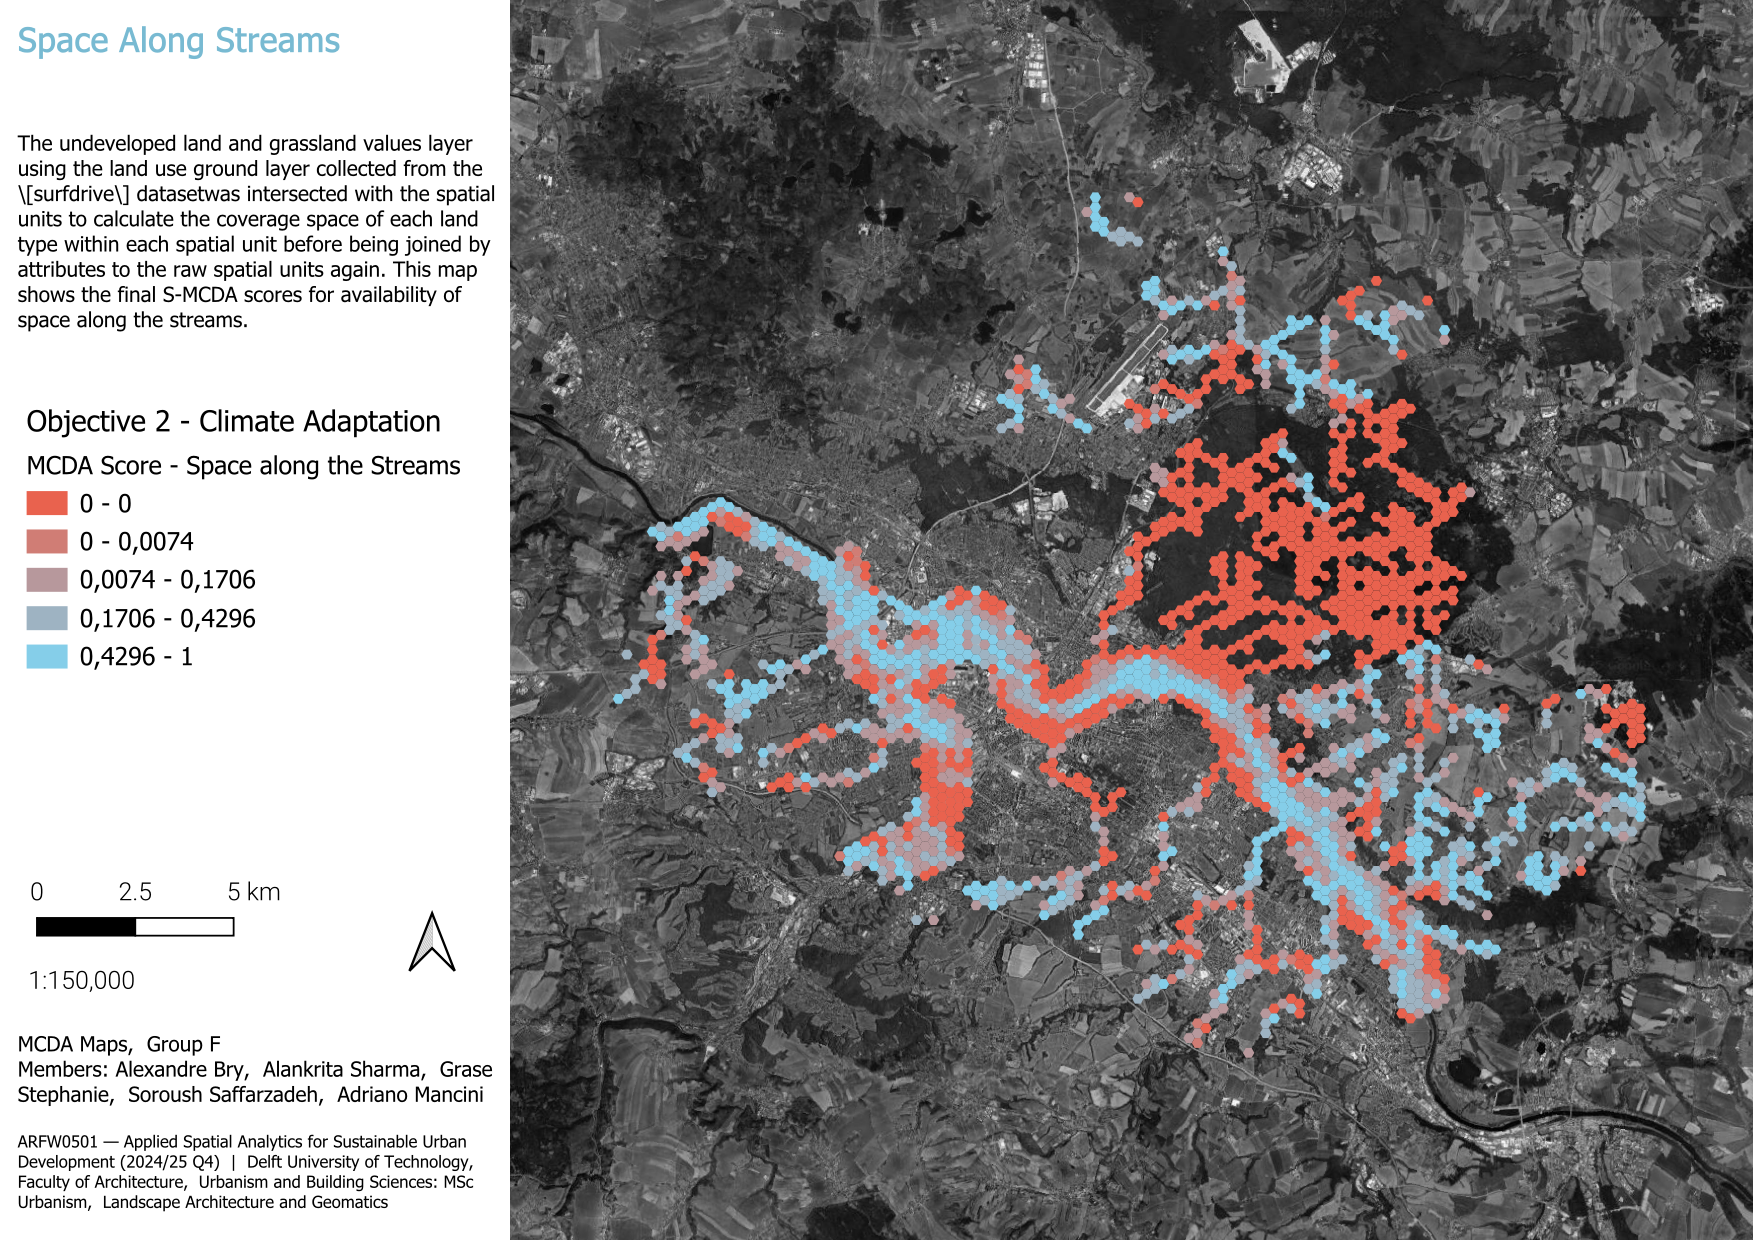 Space Along Streams
The undeveloped land and grassland values layer
using the land use ground layer collected from the
\[surfdrive\] datasetwas intersected with the spatial
units to calculate the coverage space of each land
type within each spatial unit before being joined by
attributes to the raw spatial units again. This map
shows the final S-MCDA scores for availability of
space along the streams.
Objective 2 - Climate Adaptation
MCDA Score - Space along the Streams
0 - 0
0 - 0,0074
0,0074 - 0,1706
0,1706 - 0,4296
0,4296 - 1
0 2.5 5 km
1:150,000
MCDA Maps, Group F
Members: Alexandre Bry, Alankrita Sharma, Grase
Stephanie, Soroush Saffarzadeh, Adriano Mancini
ARFW0501 — Applied Spatial Analytics for Sustainable Urban
Development (2024/25 Q4) | Delft University of Technology,
Faculty of Architecture, Urbanism and Building Sciences: MSc
Urbanism, Landscape Architecture and Geomatics